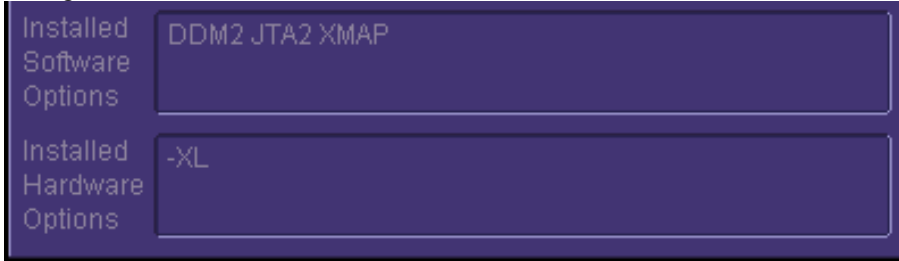 Installed
Software
Options
DDM2 JTA2 XMAP
Installed
Hardware
Options
-XL